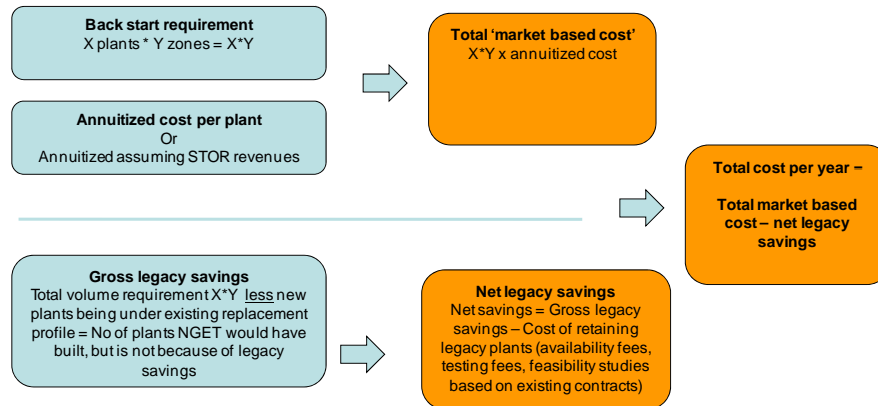 Back start requirement
X plants * Y zones = X*Y
Annuitized cost per plant
Or
Annuitized assuming STOR revenues
Total ‘market based cost’
X*Y x annuitized cost
Gross legacy savings
Total volume requirement X*Y less new
plants being under existing replacement
profile = No of plants NGET would have
built, but is not because of legacy
savings
Net legacy savings
Net savings = Gross legacy
savings – Cost of retaining
legacy plants (availability fees,
testing fees, feasibility studies
based on existing contracts)
Total cost per year =
Total market based
cost – net legacy
savings